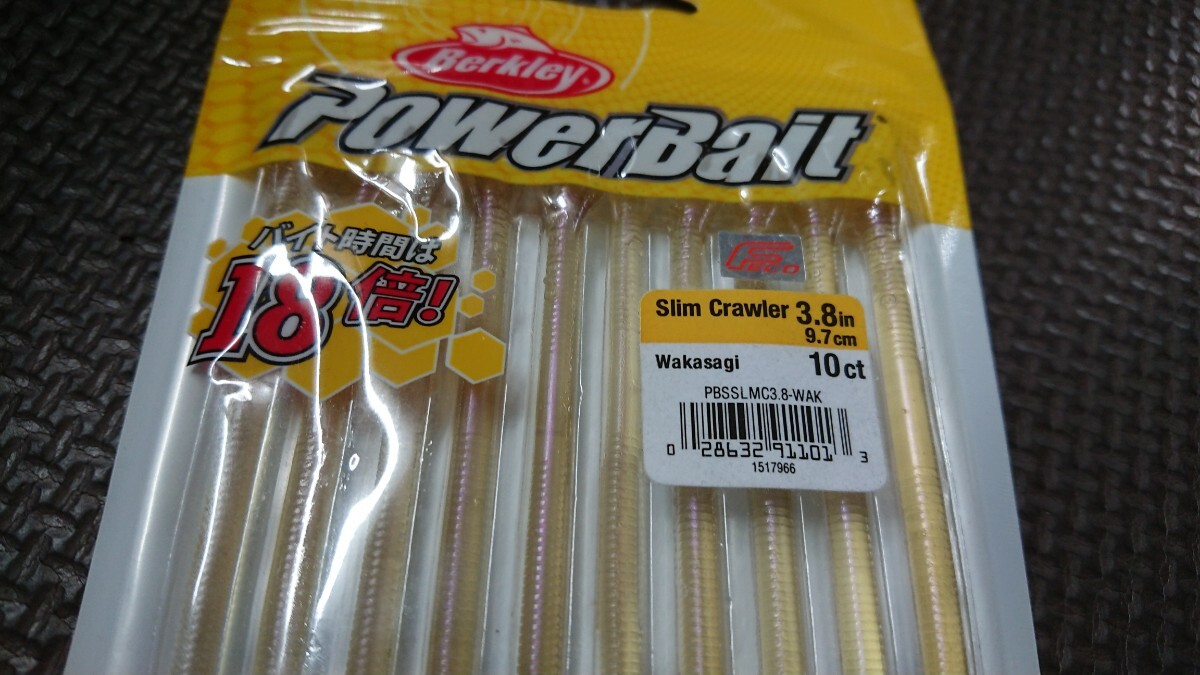 Berkley
PowerBait
バイト時間は
18倍!
Feco
Slim Crawler 3.8in
9.7cm
Wakasagi 10ct
PBSSLMC3.8-WAK
0 28632 91101 3
1517966